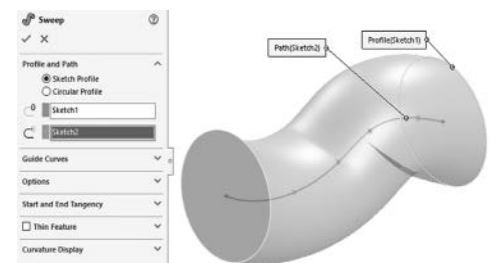 Sweep
Profile and Path
Sketch Profile
Circular Profile
Sketch1
Sketch2
Guide Curves
Options
Start and End Tangency
Thin Feature
Curvature Display
Path(Sketch2)
Profile(Sketch1)